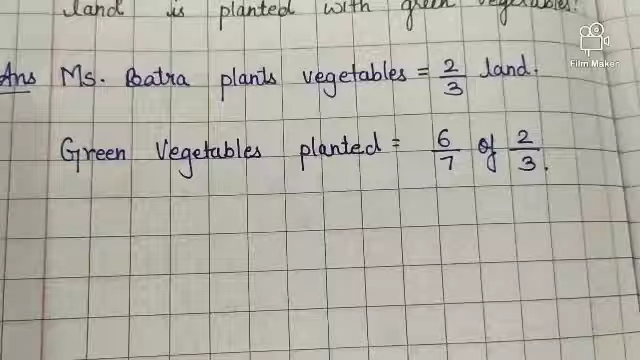 land is planted with green vegetables?
Film Maker
Ans Ms. Batra plants vegetables = 2/3 land.
Green Vegetables planted = 6/7 of 2/3.